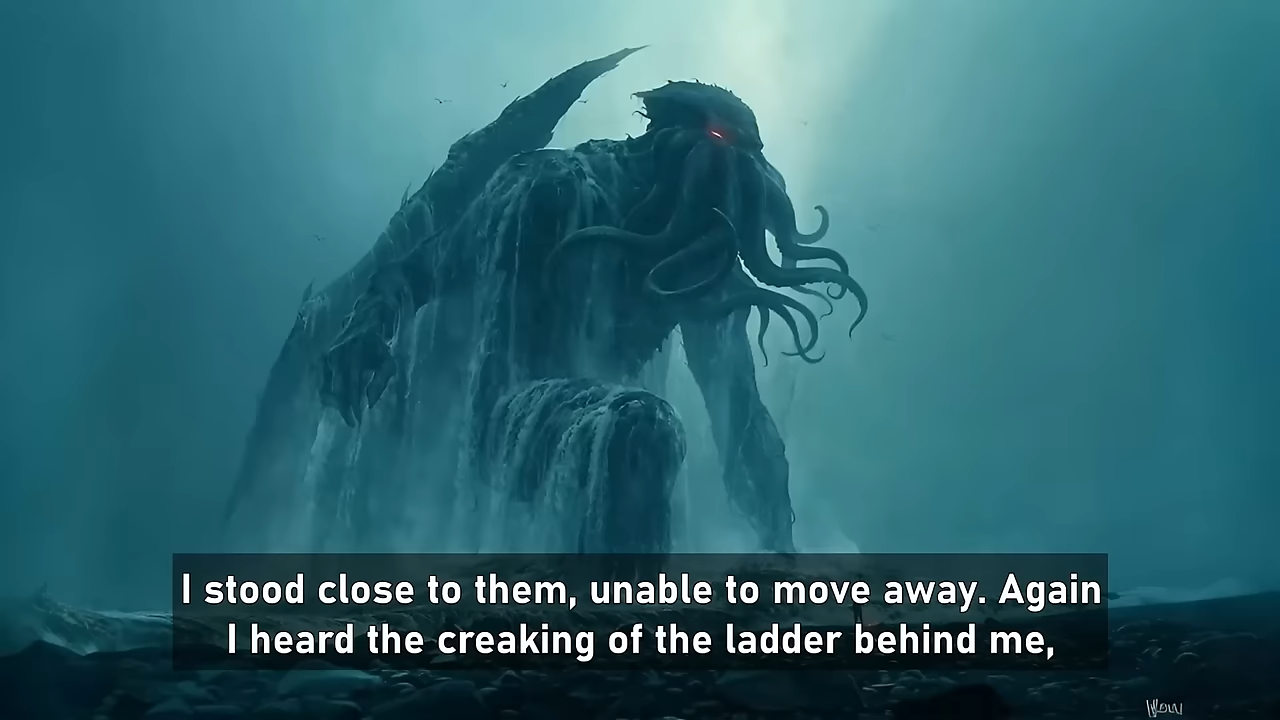 I stood close to them, unable to move away. Again
I heard the creaking of the ladder behind me,